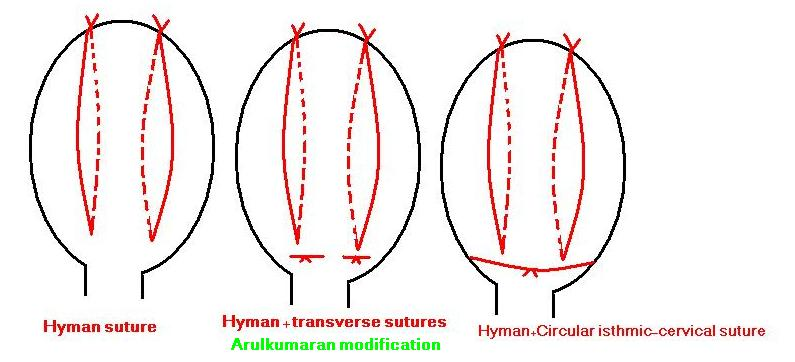 Hyman suture
Hyman+transverse sutures
Arulkumaran modification
Hyman+Circular isthmic-cervical suture